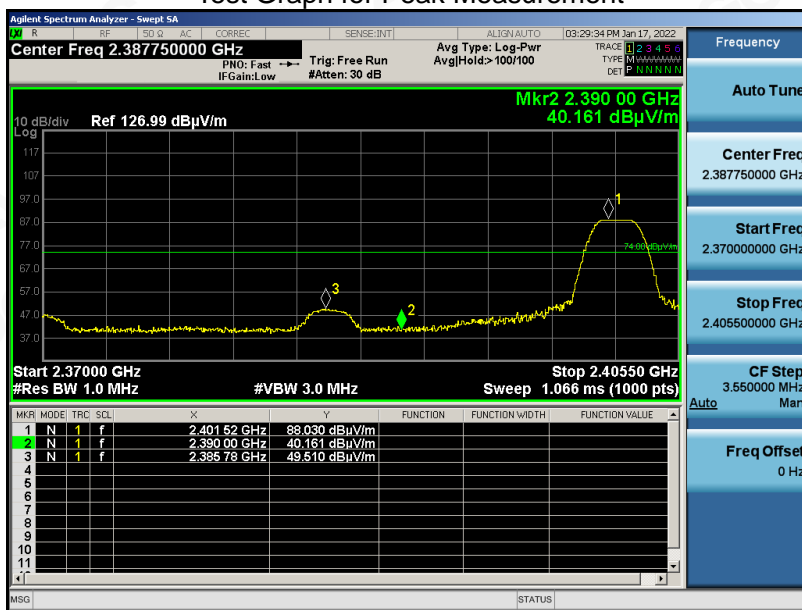 Test Graph for Peak Measurement
Agilent Spectrum Analyzer - Swept SA
LXI R RF 50 Ω AC CORREC SENSE:INT ALIGN AUTO 03:29:34 PM Jan 17, 2022
Center Freq 2.387750000 GHz
PNO: Fast
IFGain:Low
Trig: Free Run
#Atten: 30 dB
Avg Type: Log-Pwr
Avg|Hold:>100/100
TRACE 1 2 3 4 5 6
TYPE M
DET P N N N N N
Mkr2 2.390 00 GHz
40.161 dBµV/m
10 dB/div Ref 126.99 dBµV/m
Log
117
107
97.0
87.0
77.0
67.0
57.0
47.0
37.0
1
74.00 dBµV/m
3
2
Start 2.37000 GHz Stop 2.40550 GHz
#Res BW 1.0 MHz #VBW 3.0 MHz Sweep 1.066 ms (1000 pts)
MKR MODE TRC SCL X Y FUNCTION FUNCTION WIDTH FUNCTION VALUE
1 N 1 f 2.401 52 GHz 88.030 dBµV/m
2 N 1 f 2.390 00 GHz 40.161 dBµV/m
3 N 1 f 2.385 78 GHz 49.510 dBµV/m
4
5
6
7
8
9
10
11
MSG STATUS
Frequency
Auto Tune
Center Freq
2.387750000 GHz
Start Freq
2.370000000 GHz
Stop Freq
2.405500000 GHz
CF Step
3.550000 MHz
Auto Man
Freq Offset
0 Hz